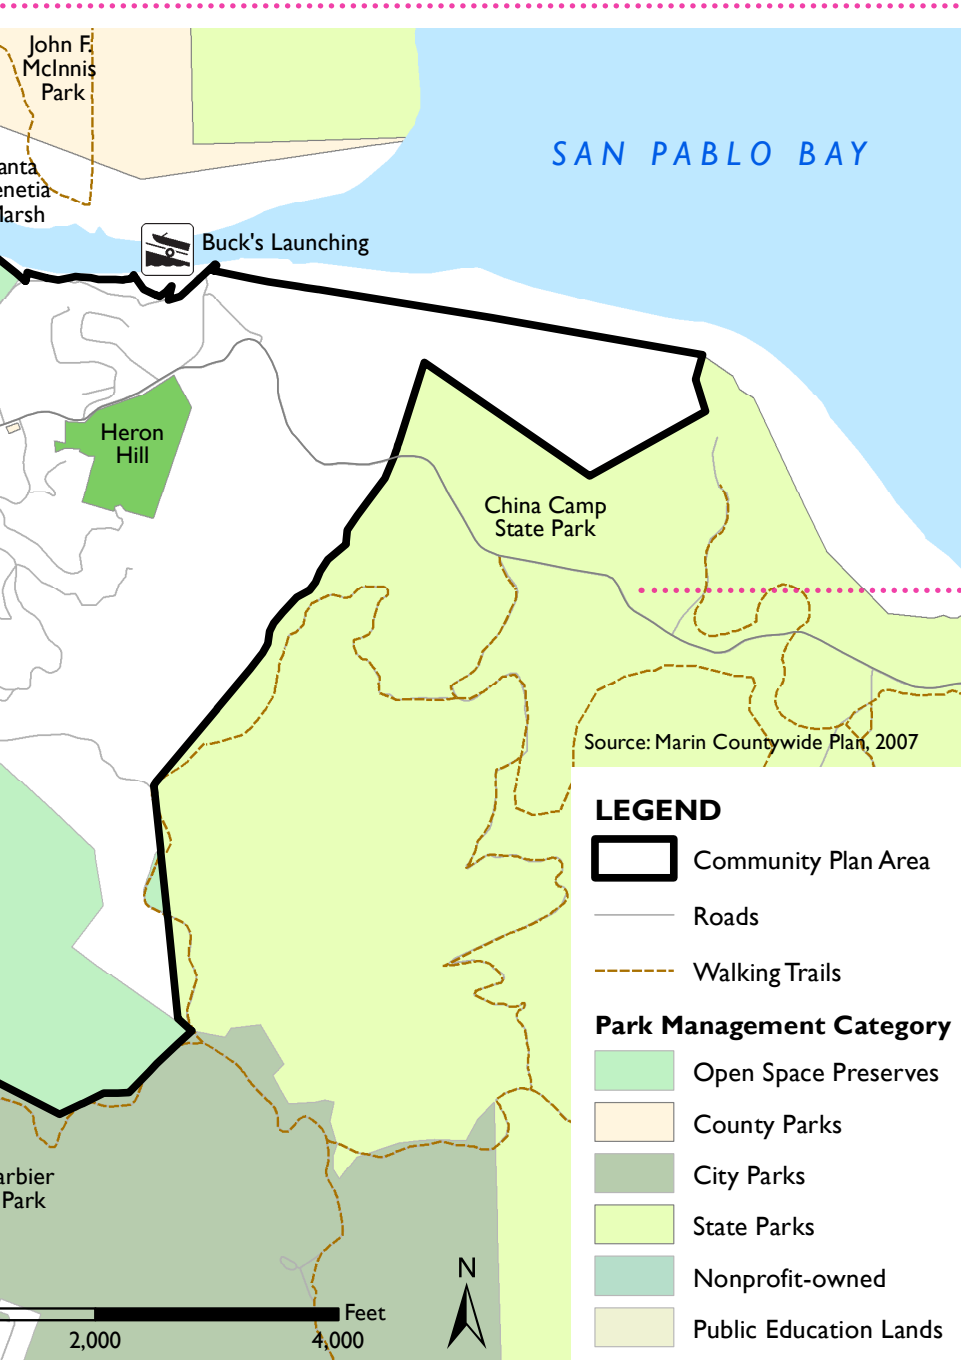 John F.
McInnis
Park
SAN PABLO BAY
anta
enetia
Marsh
Buck's Launching
Heron
Hill
China Camp
State Park
Source: Marin Countywide Plan, 2007
LEGEND
Community Plan Area
Roads
Walking Trails
Park Management Category
Open Space Preserves
County Parks
City Parks
State Parks
Nonprofit-owned
Public Education Lands
arbier
Park
N
Feet
2,000
4,000